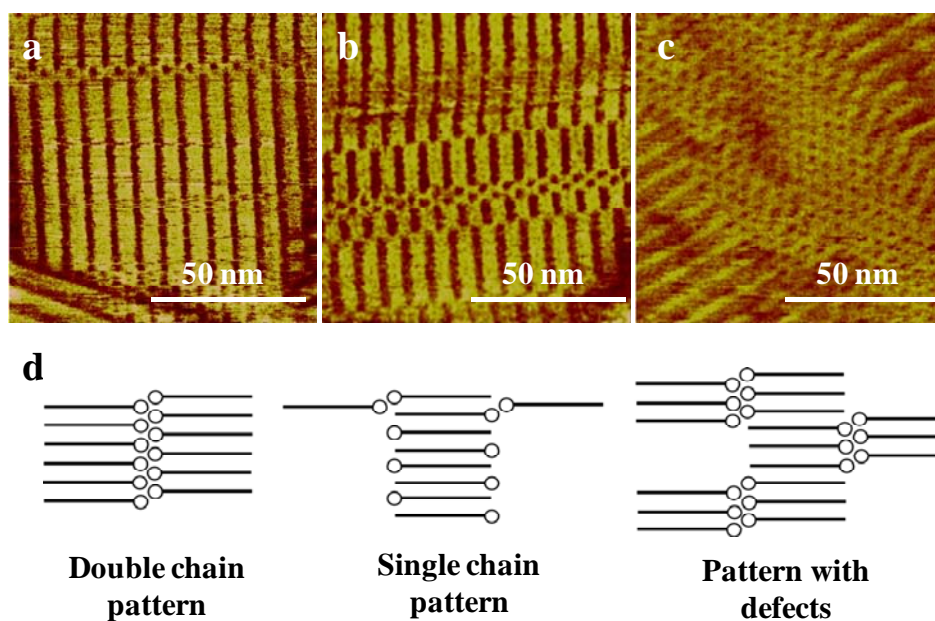 a
b
c
50 nm
50 nm
50 nm
d
Double chain
pattern
Single chain
pattern
Pattern with
defects